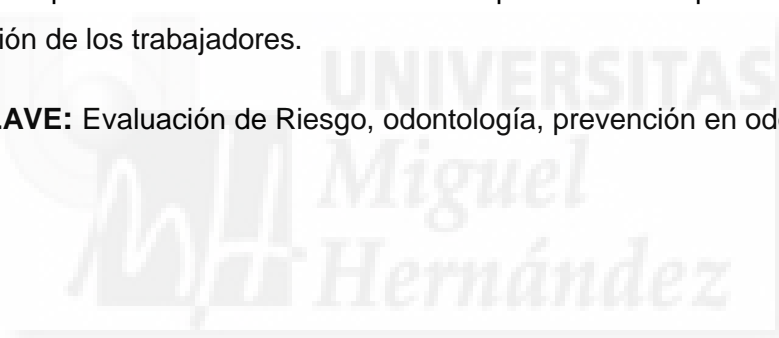 ión de los trabajadores.
LAVE: Evaluación de Riesgo, odontología, prevención en od
UNIVERSITAS
Miguel
Hernández